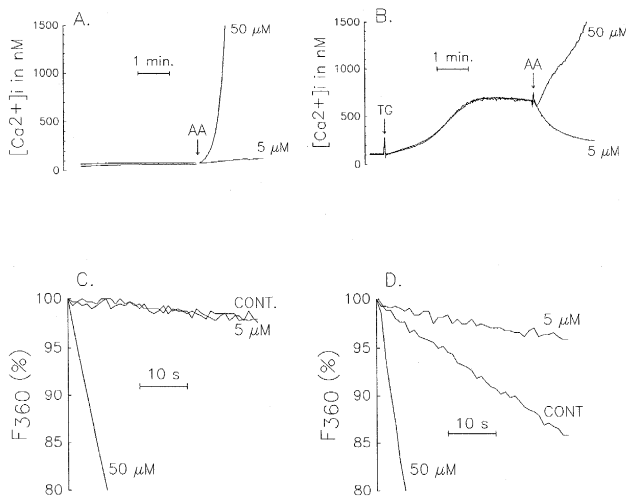 A.
[Ca2+]i in nM
1500
1000
500
0
1 min.
AA
50 μM
5 μM
B.
[Ca2+]i in nM
1500
1000
500
0
1 min.
TG
AA
50 μM
5 μM
C.
F360 (%)
100
95
90
85
80
CONT.
5 μM
10 s
50 μM
D.
F360 (%)
100
95
90
85
80
5 μM
CONT
10 s
50 μM